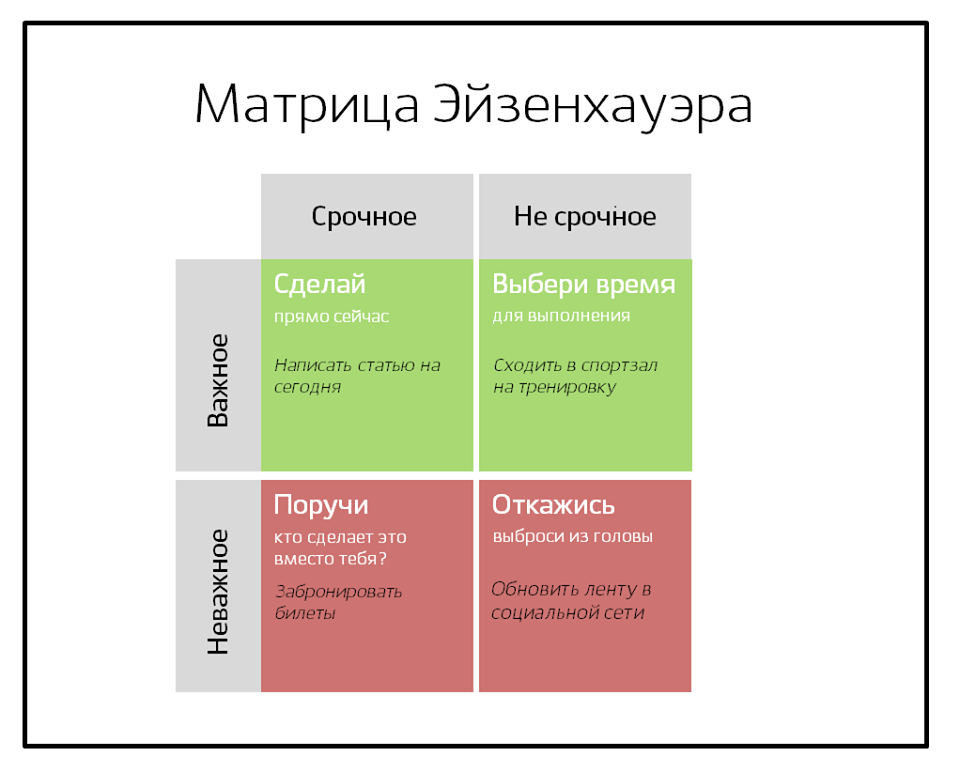 Матрица Эйзенхауэра
Срочное
Не срочное
Важное
Сделай
прямо сейчас
Написать статью на
сегодня
Выбери время
для выполнения
Сходить в спортзал
на тренировку
Неважное
Поручи
кто сделает это
вместо тебя?
Забронировать
билеты
Откажись
выброси из головы
Обновить ленту в
социальной сети